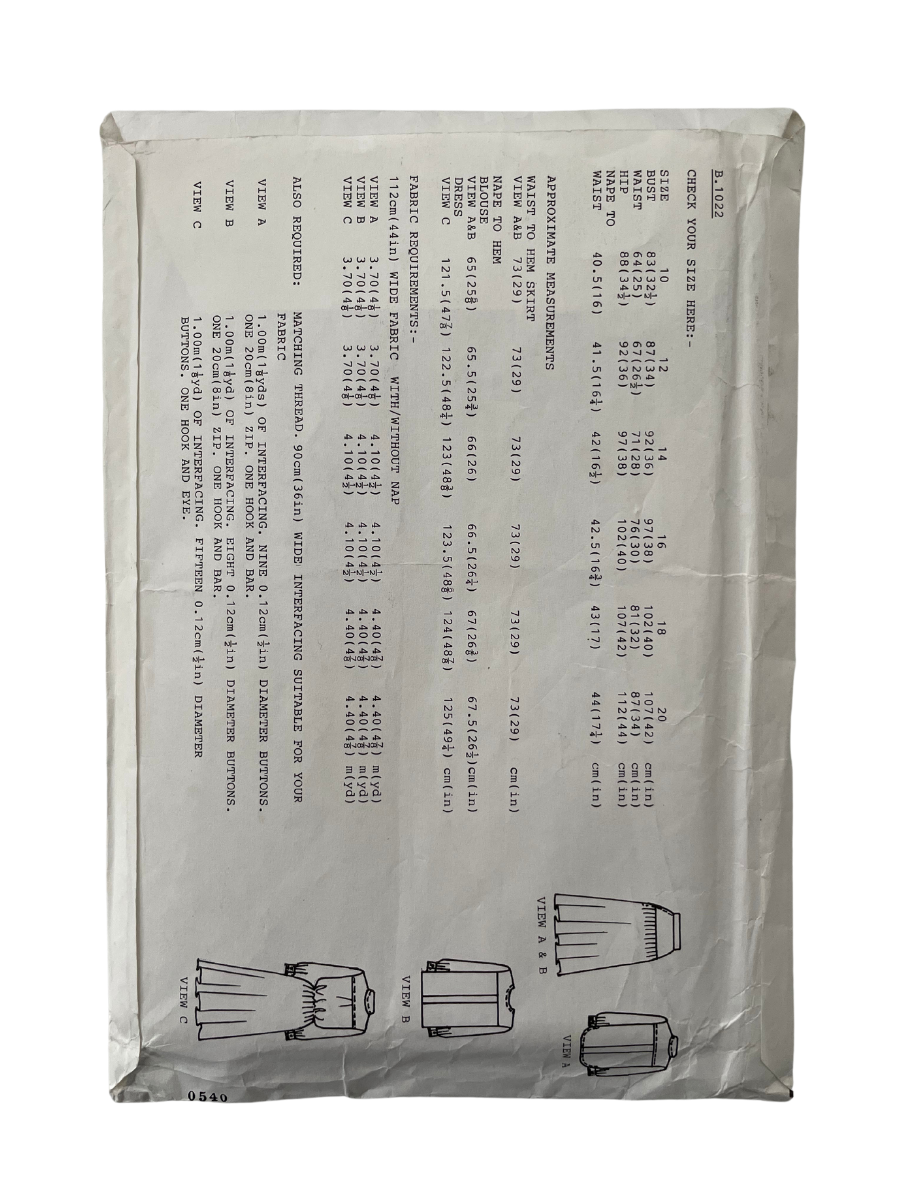 B.1022
CHECK YOUR SIZE HERE:-
SIZE 10 12 14 16 18 20
BUST 83(32½) 87(34) 92(36) 97(38) 102(40) 107(42) cm(in)
WAIST 64(25) 67(26½) 71(28) 76(30) 81(32) 87(34) cm(in)
HIP 88(34½) 92(36) 97(38) 102(40) 107(42) 112(44) cm(in)
NAPE TO
WAIST 40.5(16) 41.5(16¼) 42(16½) 42.5(16¾) 43(17) 44(17¼) cm(in)
APPROXIMATE MEASUREMENTS
WAIST TO HEM SKIRT
VIEW A&B 73(29) 73(29) 73(29) 73(29) 73(29) 73(29) cm(in)
NAPE TO HEM
BLOUSE
VIEW A&B 65(25⅝) 65.5(25¾) 66(26) 66.5(26¼) 67(26⅜) 67.5(26½)cm(in)
DRESS
VIEW C 121.5(47⅞) 122.5(48¼) 123(48⅜) 123.5(48⅝) 124(48⅞) 125(49¼) cm(in)
FABRIC REQUIREMENTS:-
112cm(44in) WIDE FABRIC WITH/WITHOUT NAP
VIEW A 3.70(4⅛) 3.70(4⅛) 4.10(4½) 4.10(4½) 4.40(4⅞) 4.40(4⅞) m(yd)
VIEW B 3.70(4⅛) 3.70(4⅛) 4.10(4½) 4.10(4½) 4.40(4⅞) 4.40(4⅞) m(yd)
VIEW C 3.70(4⅛) 3.70(4⅛) 4.10(4½) 4.10(4½) 4.40(4⅞) 4.40(4⅞) m(yd)
ALSO REQUIRED: MATCHING THREAD. 90cm(36in) WIDE INTERFACING SUITABLE FOR YOUR
FABRIC
VIEW A 1.00m(1⅛yds) OF INTERFACING. NINE 0.12cm(½in) DIAMETER BUTTONS.
ONE 20cm(8in) ZIP. ONE HOOK AND BAR.
VIEW B 1.00m(1⅛yd) OF INTERFACING. EIGHT 0.12cm(½in) DIAMETER BUTTONS.
ONE 20cm(8in) ZIP. ONE HOOK AND BAR.
VIEW C 1.00m(1⅛yd) OF INTERFACING. FIFTEEN 0.12cm(½in) DIAMETER
BUTTONS. ONE HOOK AND EYE.
VIEW A & B
VIEW A
VIEW B
VIEW C
0540